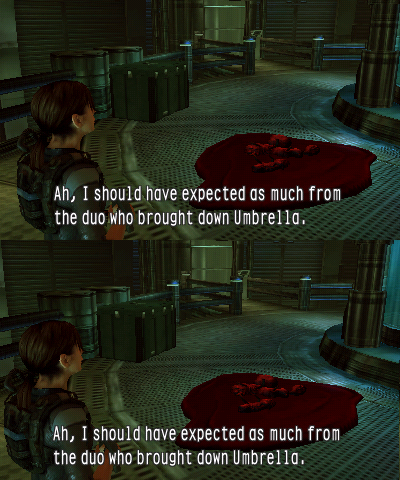 Ah, I should have expected as much from
the duo who brought down Umbrella.
Ah, I should have expected as much from
the duo who brought down Umbrella.